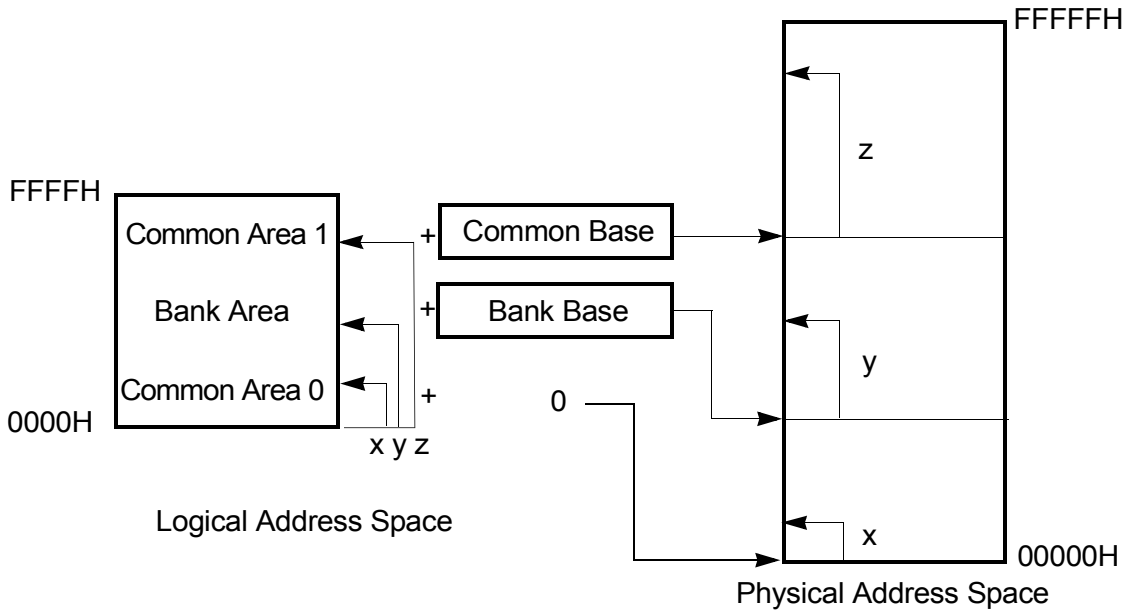 FFFFFH
z
FFFFH
Common Area 1
+
Common Base
Bank Area
+
Bank Base
y
Common Area 0
+
0
0000H
x y z
Logical Address Space
x
00000H
Physical Address Space